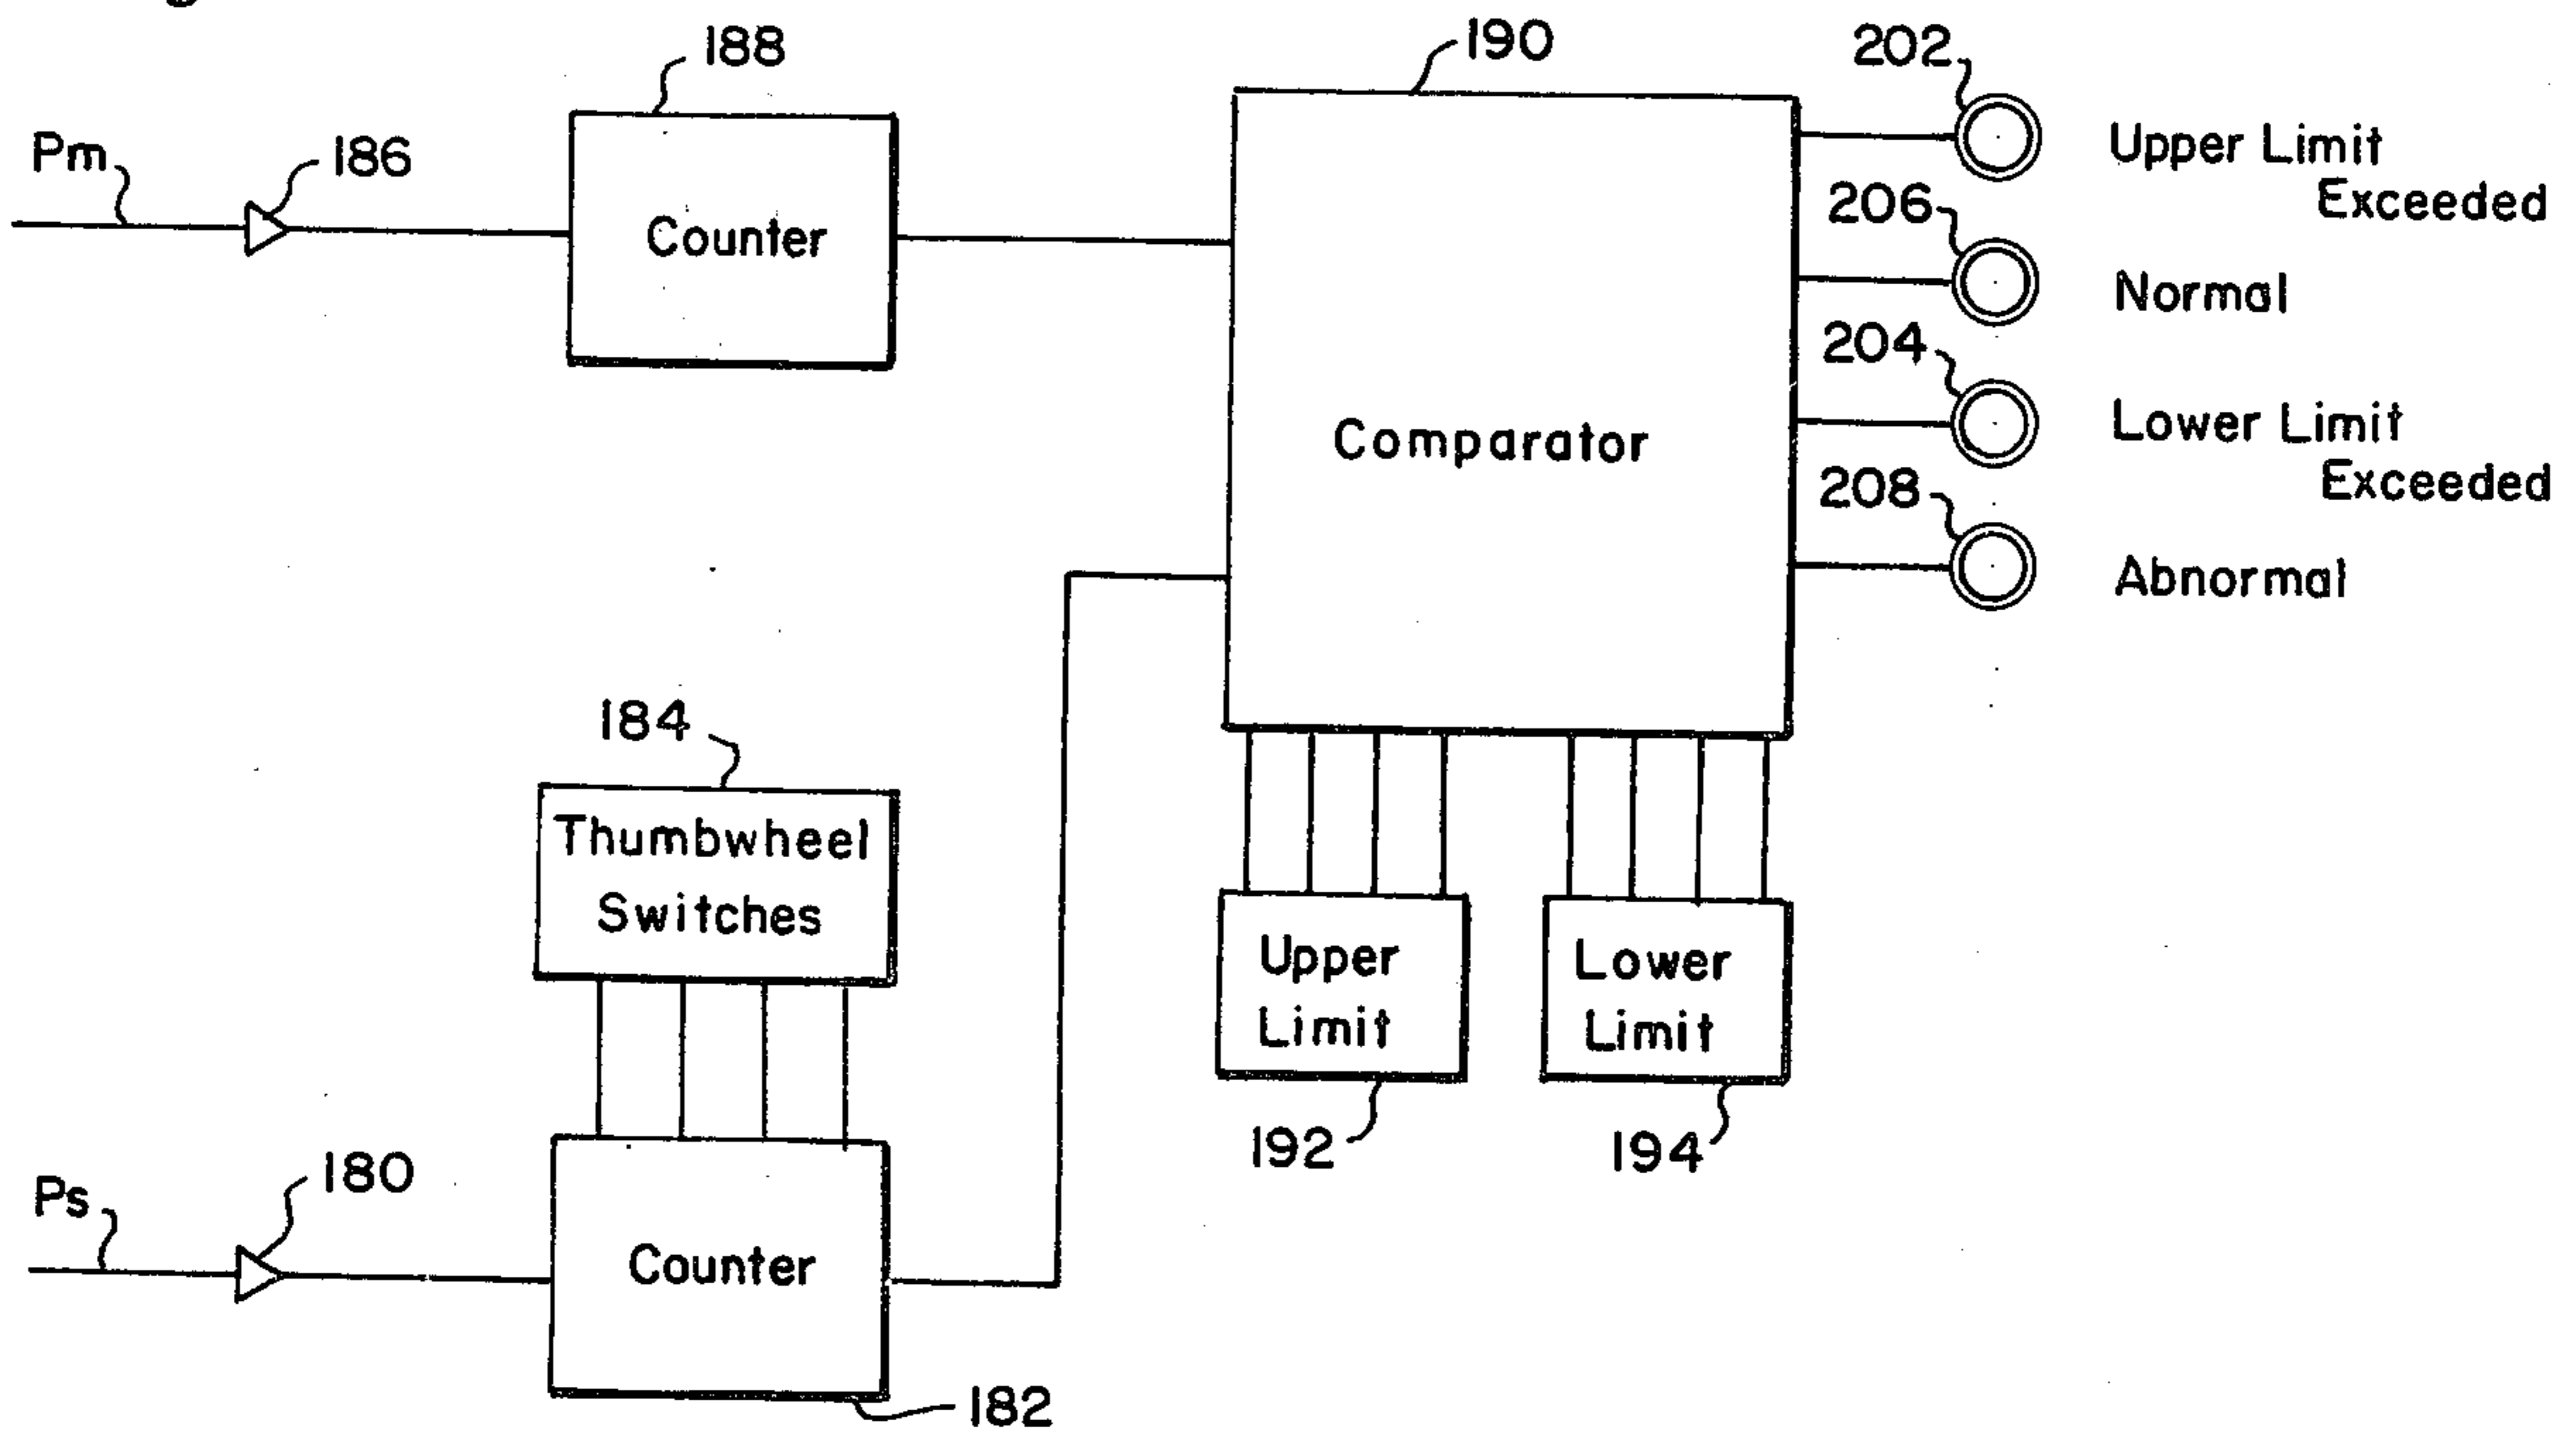 188
190
202
Pm
186
Upper Limit
Exceeded
206
Counter
Normal
204
Comparator
Lower Limit
Exceeded
208
Abnormal
184
Thumbwheel
Switches
Upper
Limit
Lower
Limit
192
194
Ps
180
Counter
182